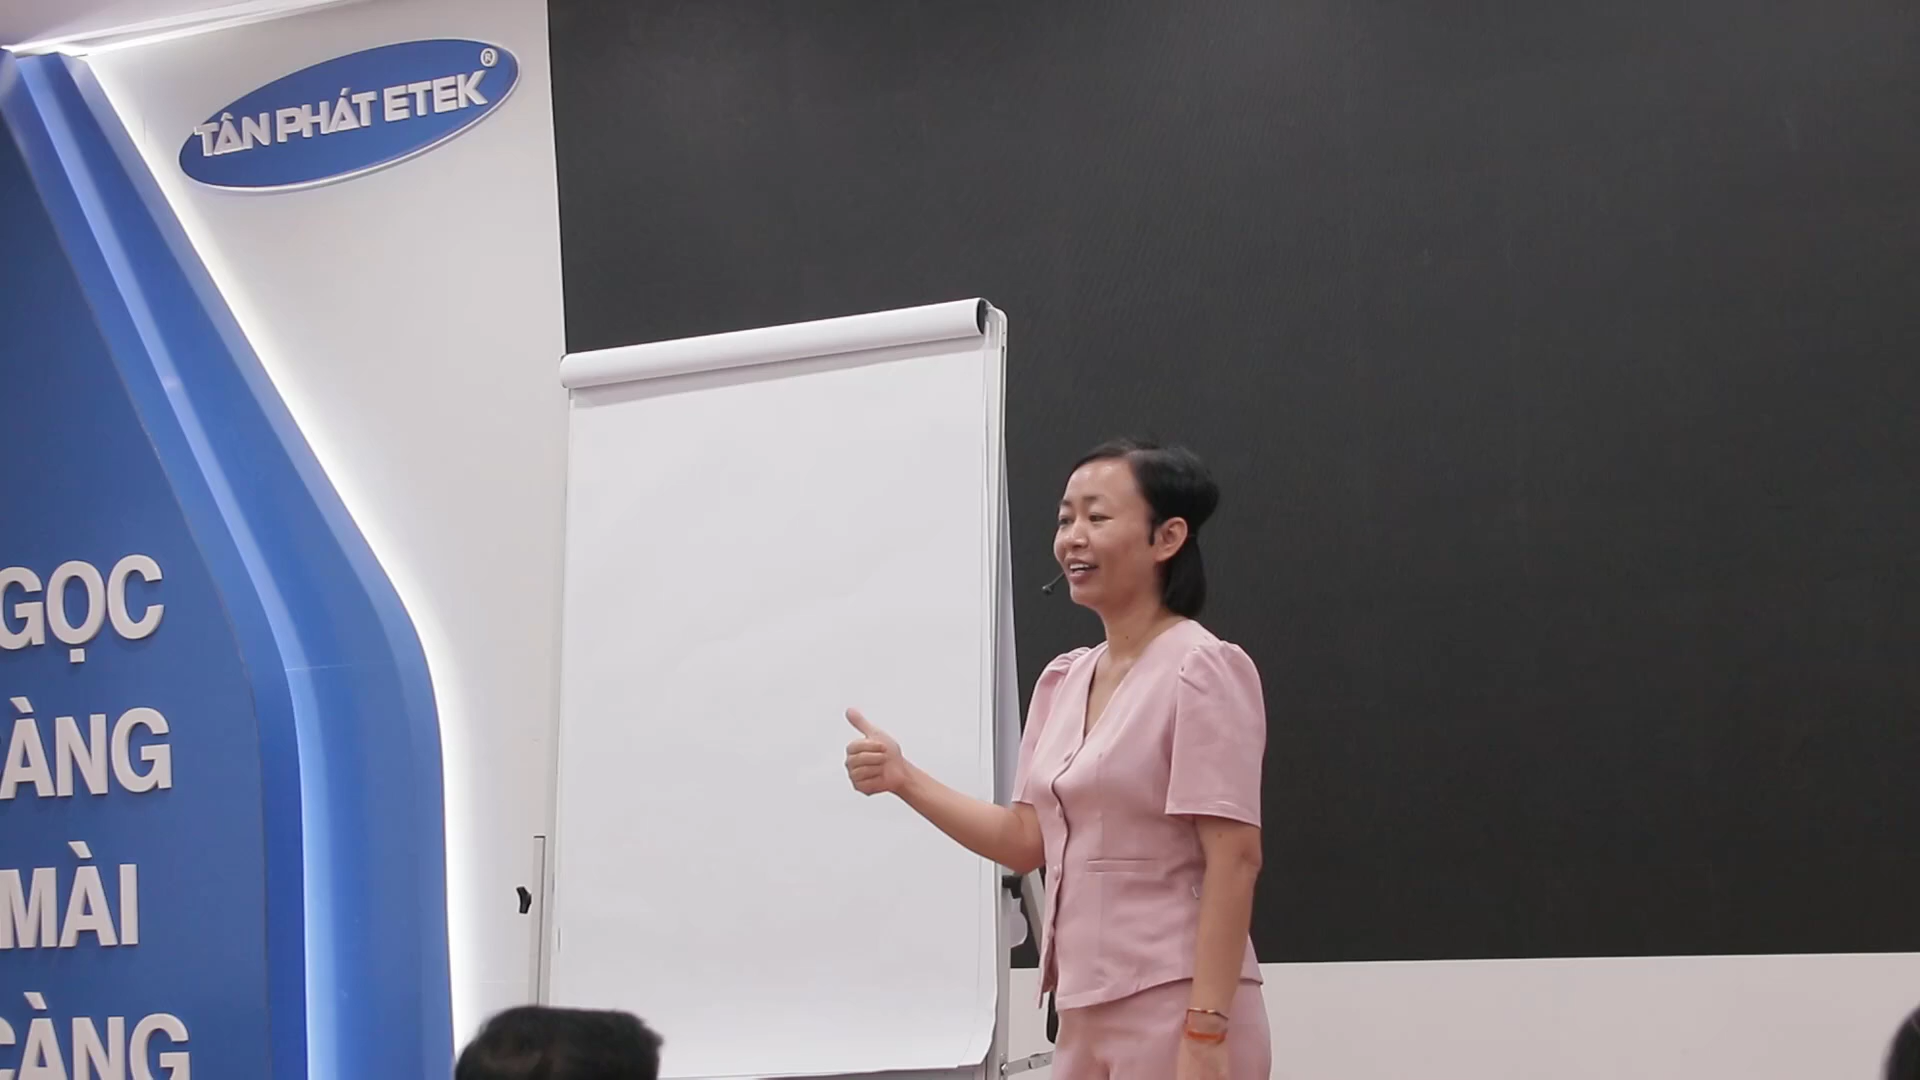 TÂN PHÁT ETEK®
GỌC
ÀNG
MÀI
CÀNG